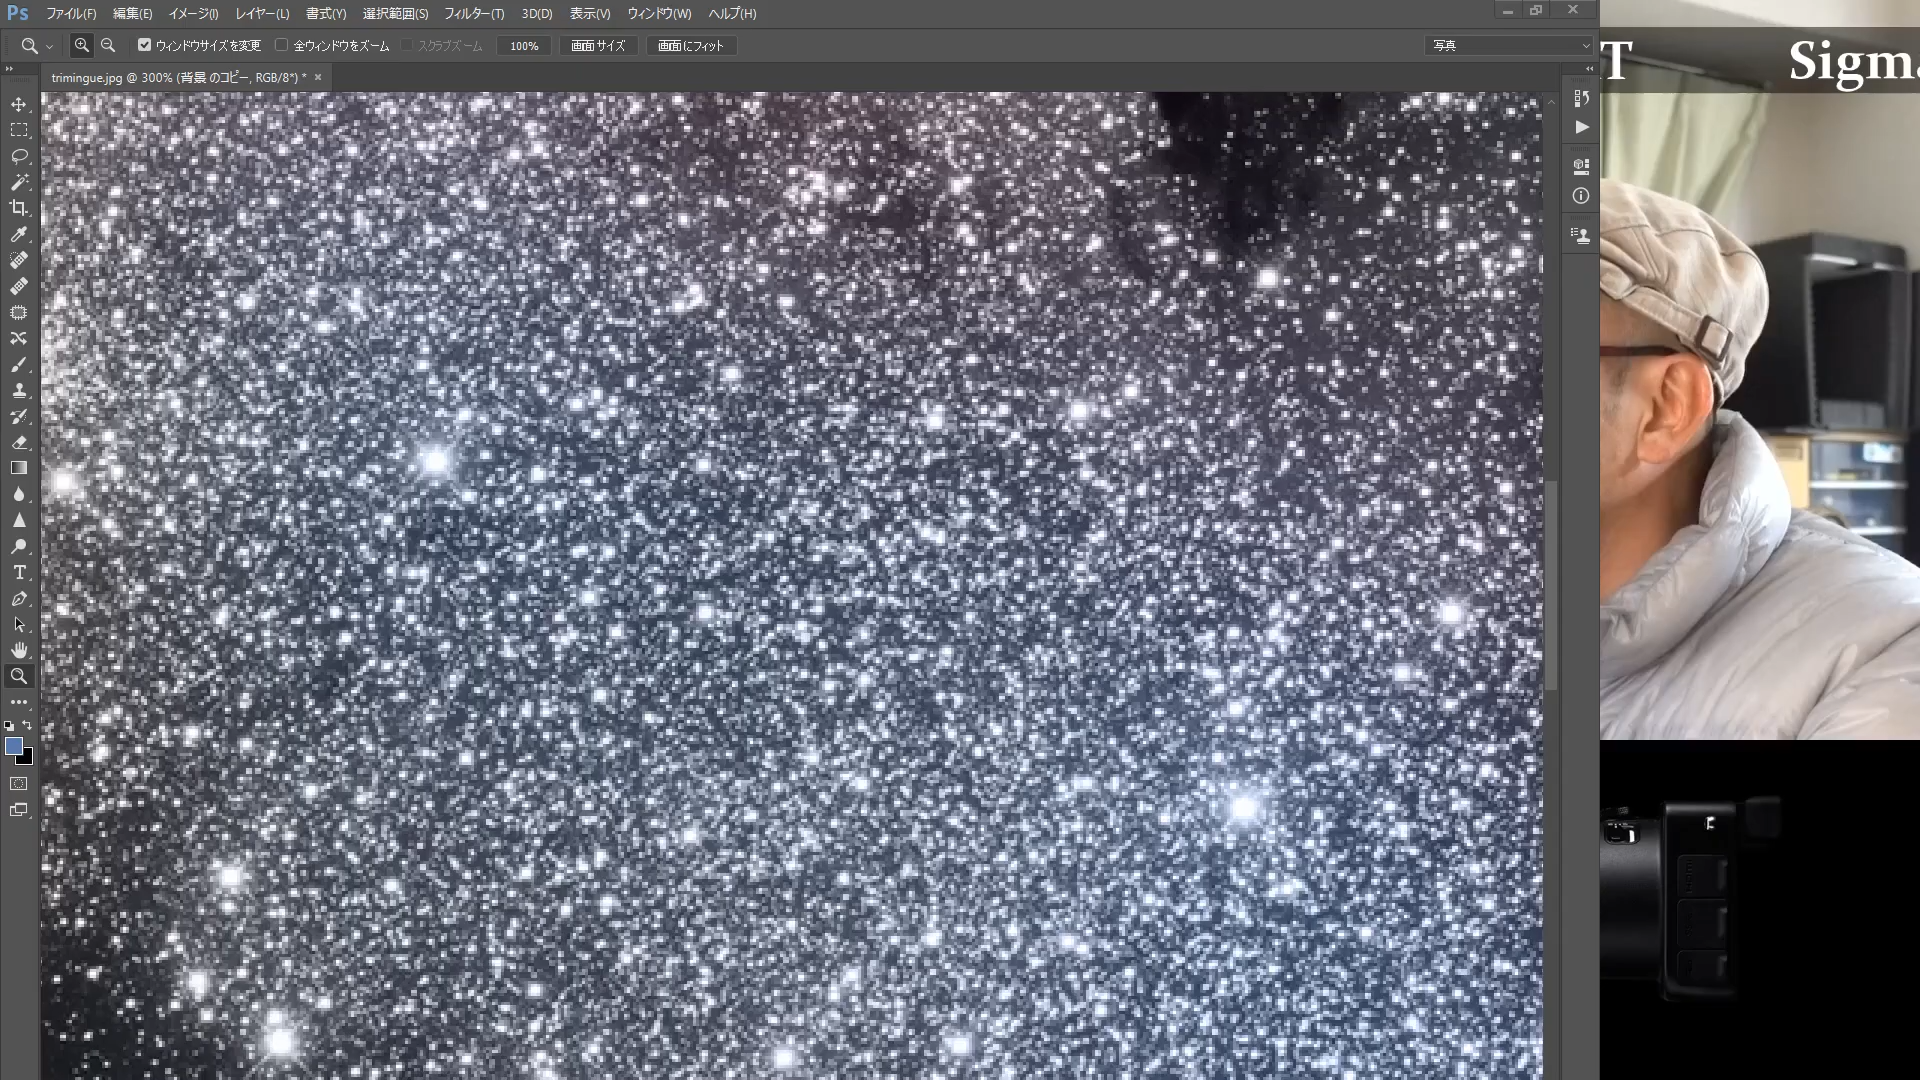 Ps ファイル(F) 編集(E) イメージ(I) レイヤー(L) 書式(Y) 選択範囲(S) フィルター(T) 3D(D) 表示(V) ウィンドウ(W) ヘルプ(H)
ウィンドウサイズを変更 全ウィンドウをズーム スクラブズーム 100% 画面サイズ 画面にフィット 写真
T Sigma
trimingue.jpg @ 300% (背景 のコピー, RGB/8*) *